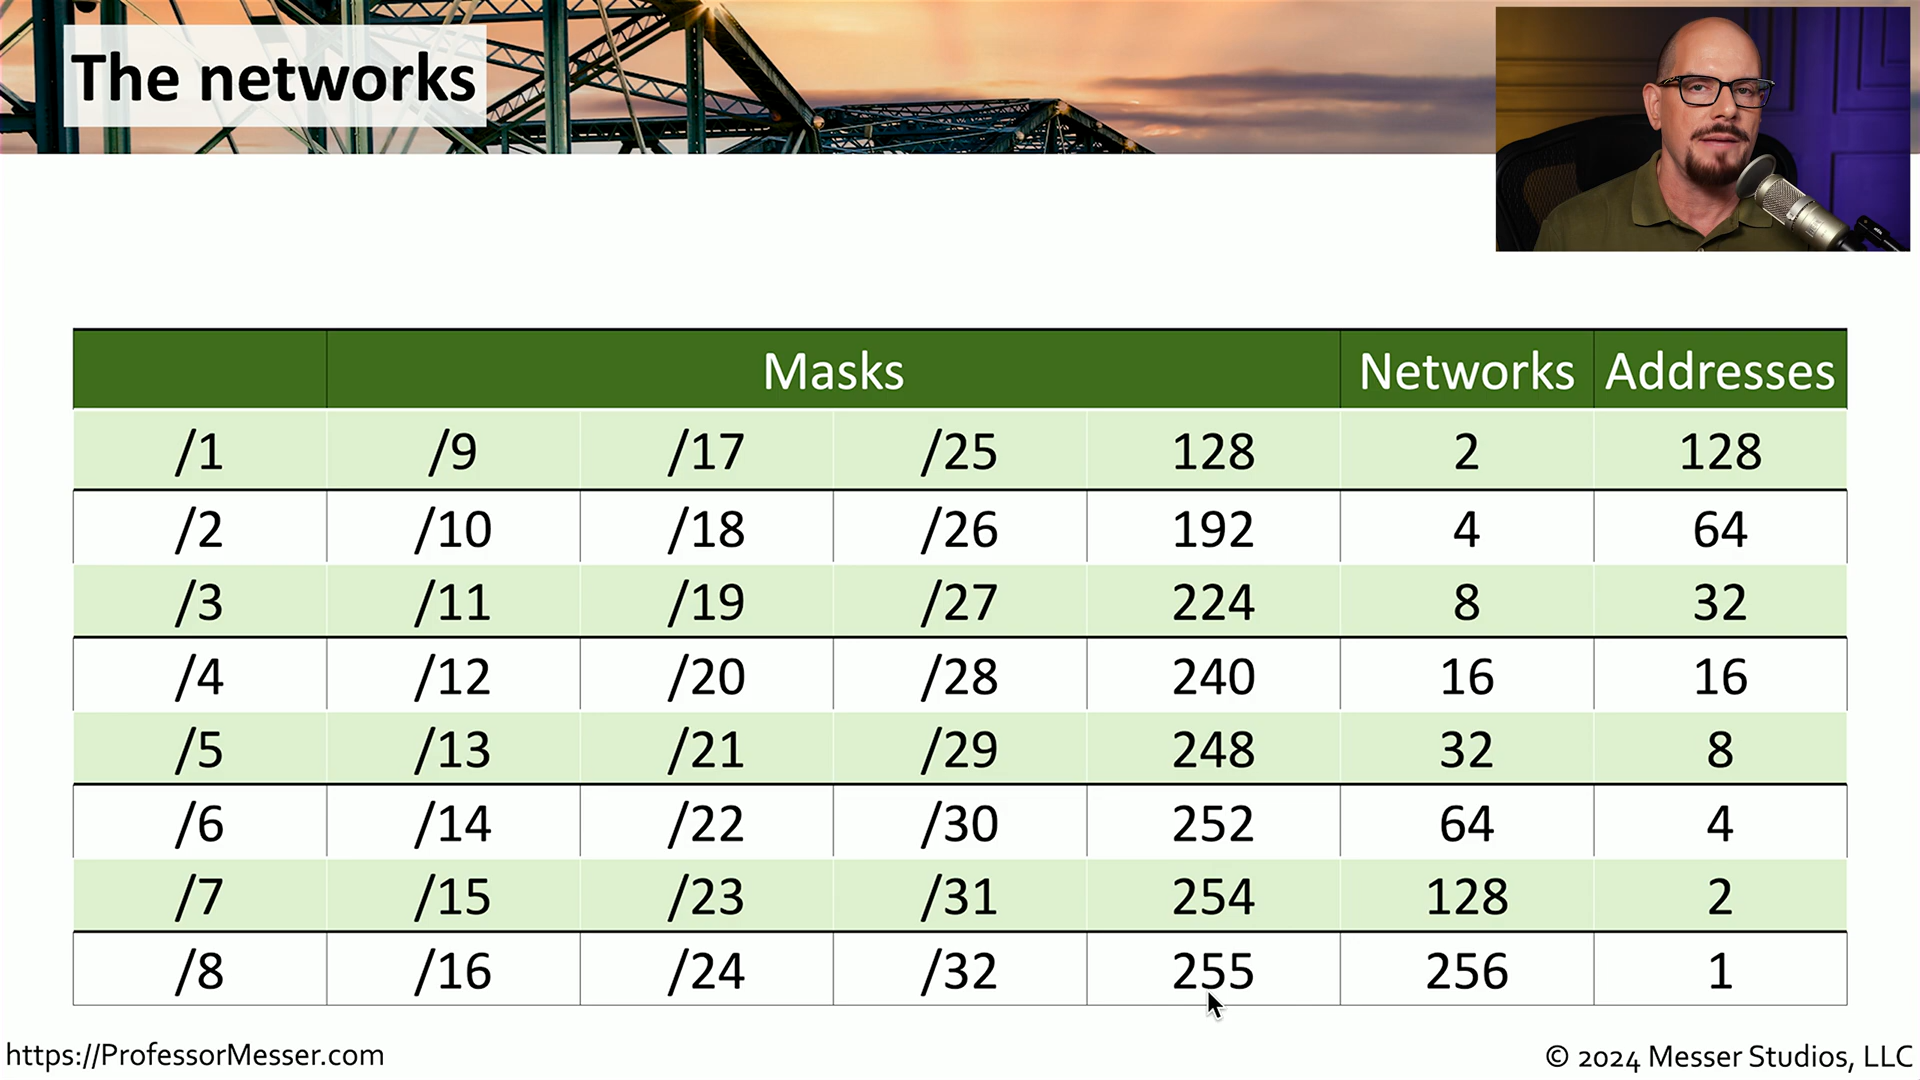 The networks
Masks Networks Addresses
/1 /9 /17 /25 128 2 128
/2 /10 /18 /26 192 4 64
/3 /11 /19 /27 224 8 32
/4 /12 /20 /28 240 16 16
/5 /13 /21 /29 248 32 8
/6 /14 /22 /30 252 64 4
/7 /15 /23 /31 254 128 2
/8 /16 /24 /32 255 256 1
https://ProfessorMesser.com
© 2024 Messer Studios, LLC